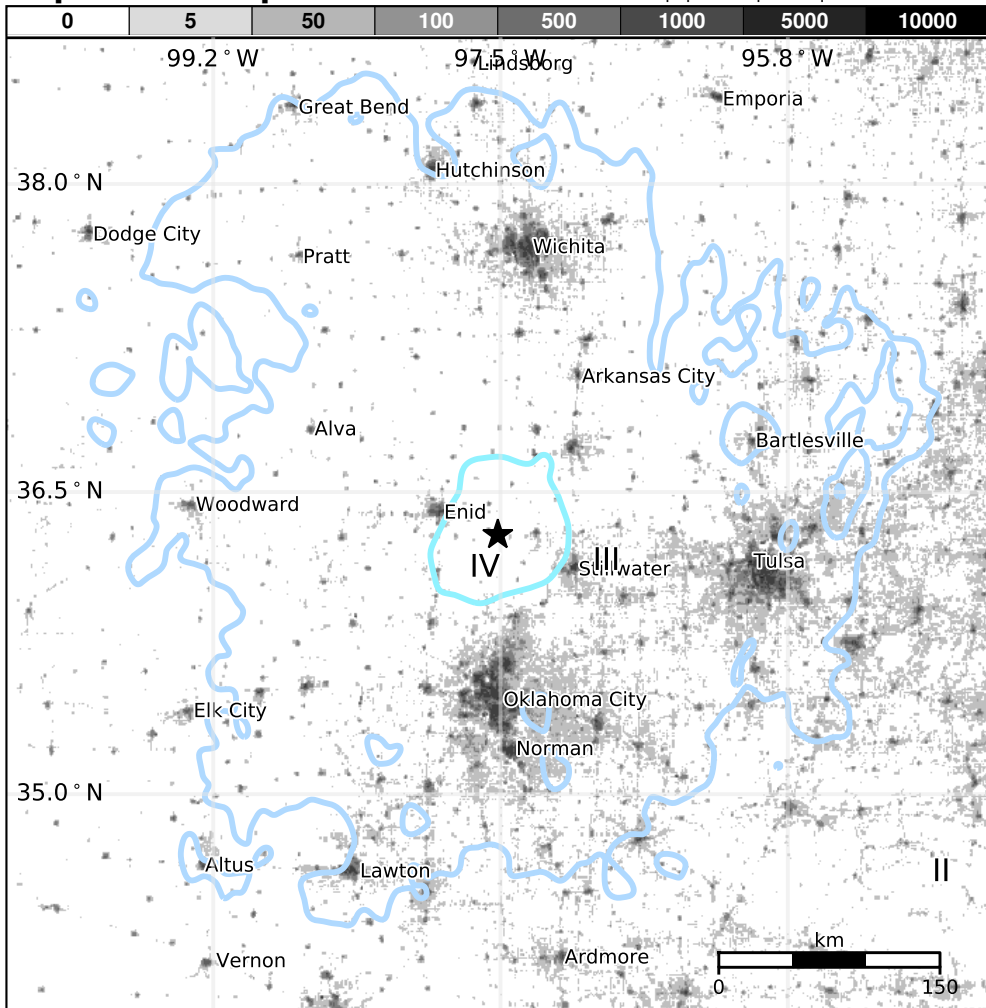 0 5 50 100 500 1000 5000 10000
99.2°W 97.5°W 95.8°W
Lindsborg
Emporia
Great Bend
Hutchinson
38.0°N
Dodge City
Wichita
Pratt
Arkansas City
Alva
Bartlesville
36.5°N
Woodward
Enid
IV
III
Stillwater
Tulsa
Elk City
Oklahoma City
Norman
35.0°N
Altus
Lawton
II
Vernon
Ardmore
km
0 150